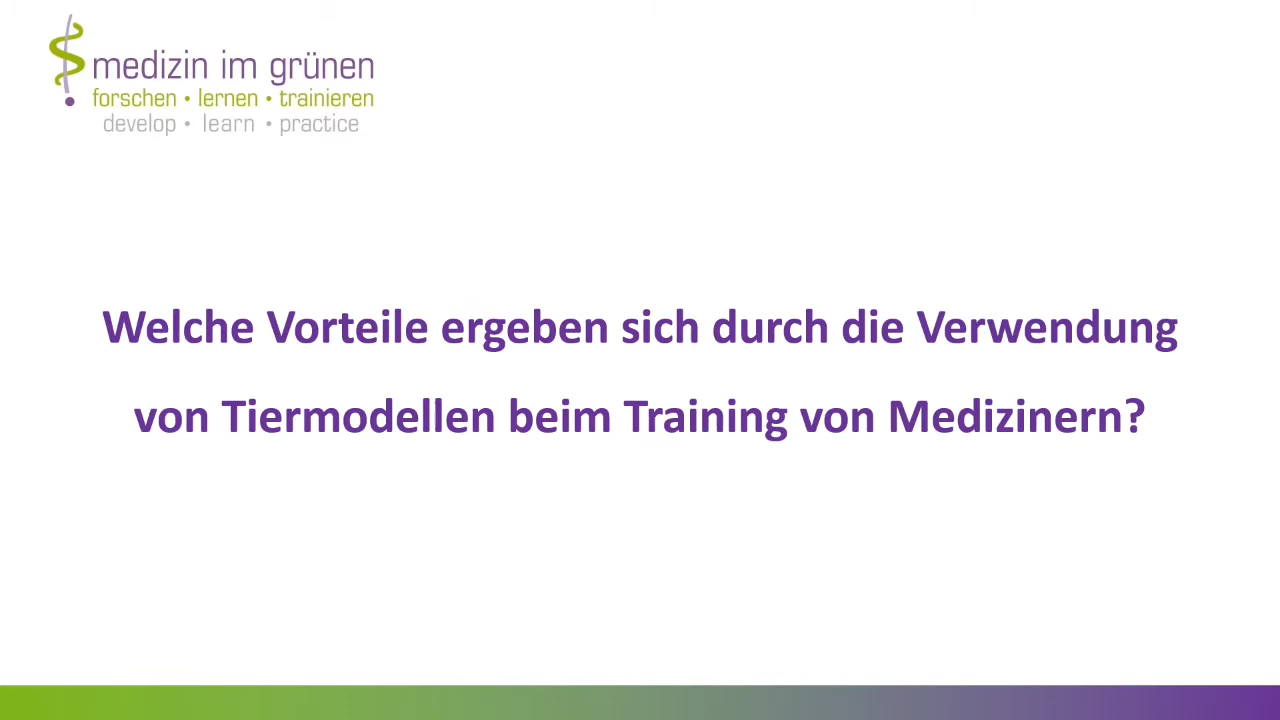 medizin im grünen
forschen • lernen • trainieren
develop • learn • practice
Welche Vorteile ergeben sich durch die Verwendung
von Tiermodellen beim Training von Medizinern?